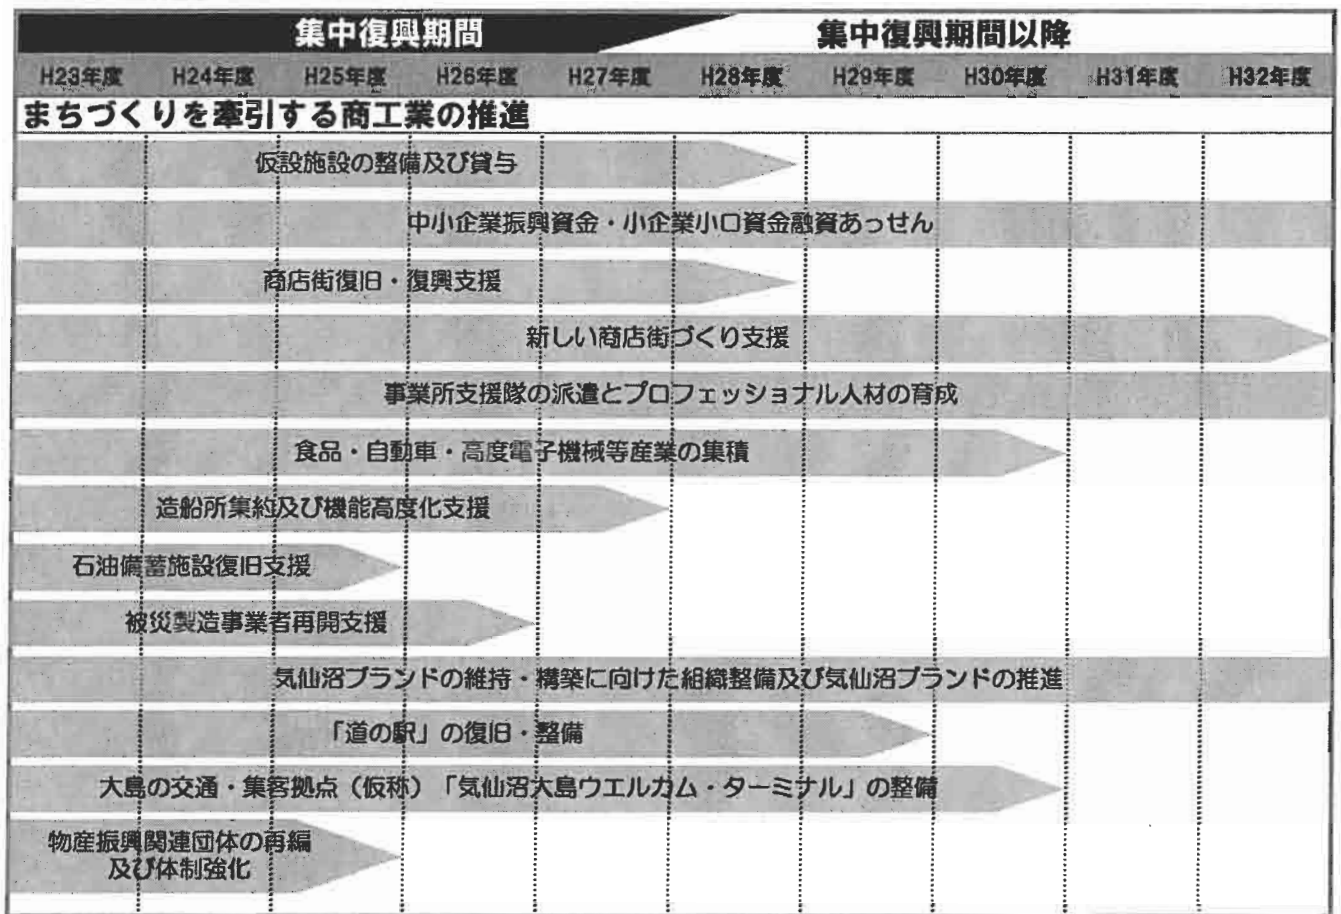 集中復興期間 集中復興期間以降
H23年度 H24年度 H25年度 H26年度 H27年度 H28年度 H29年度 H30年度 H31年度 H32年度
まちづくりを牽引する商工業の推進
仮設施設の整備及び貸与
中小企業振興資金・小企業小口資金融資あっせん
商店街復旧・復興支援
新しい商店街づくり支援
事業所支援隊の派遣とプロフェッショナル人材の育成
食品・自動車・高度電子機械等産業の集積
造船所集約及び機能高度化支援
石油備蓄施設復旧支援
被災製造事業者再開支援
気仙沼ブランドの維持・構築に向けた組織整備及び気仙沼ブランドの推進
「道の駅」の復旧・整備
大島の交通・集客拠点（仮称）「気仙沼大島ウエルカム・ターミナル」の整備
物産振興関連団体の再編
及び体制強化